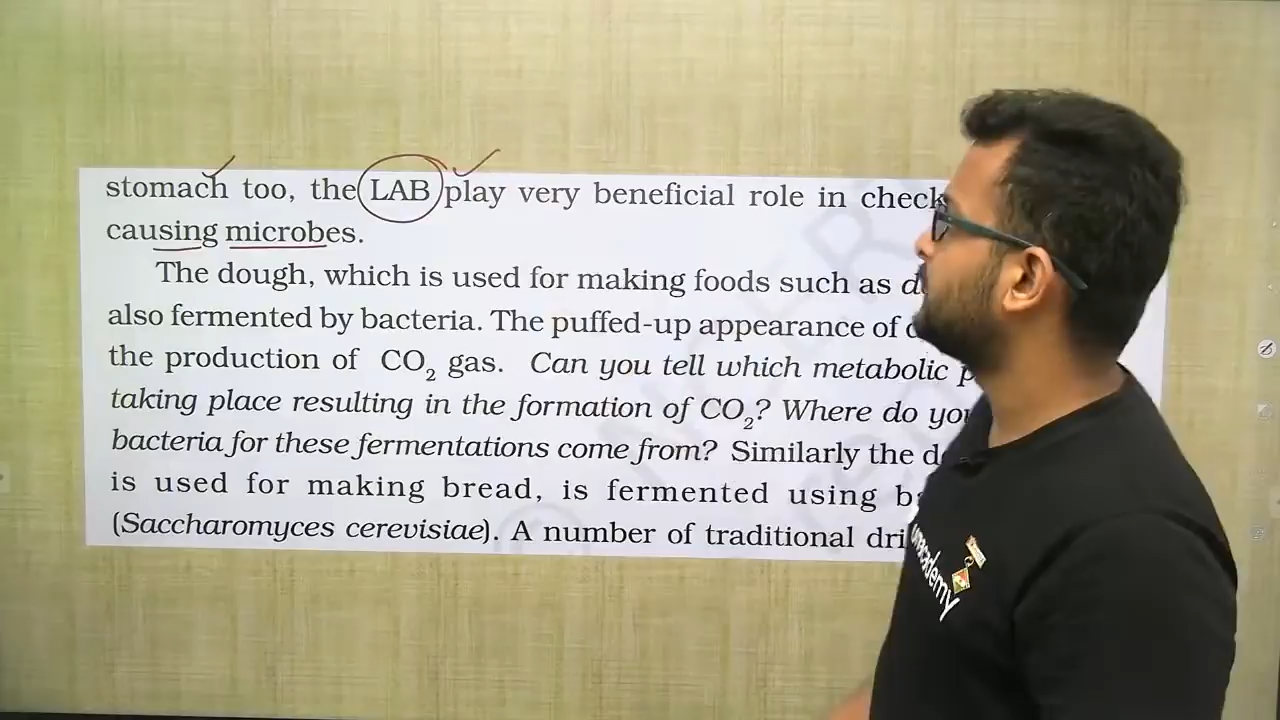 stomach too, the LAB play very beneficial role in check
causing microbes.
The dough, which is used for making foods such as
also fermented by bacteria. The puffed-up appearance of
the production of CO₂ gas. Can you tell which metabolic
taking place resulting in the formation of CO₂? Where do
bacteria for these fermentations come from? Similarly the
is used for making bread, is fermented using
(Saccharomyces cerevisiae). A number of traditional
unacademy